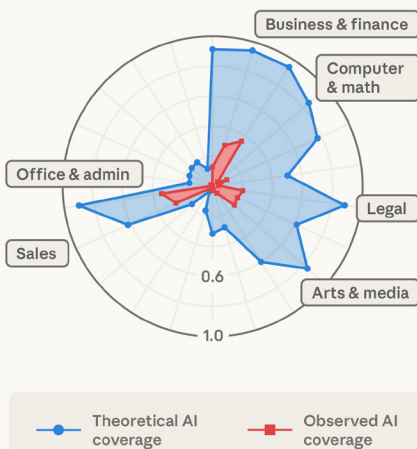 Business & finance
Computer
& math
Office & admin
Legal
Sales
0.6
Arts & media
1.0
Theoretical AI
coverage
Observed AI
coverage